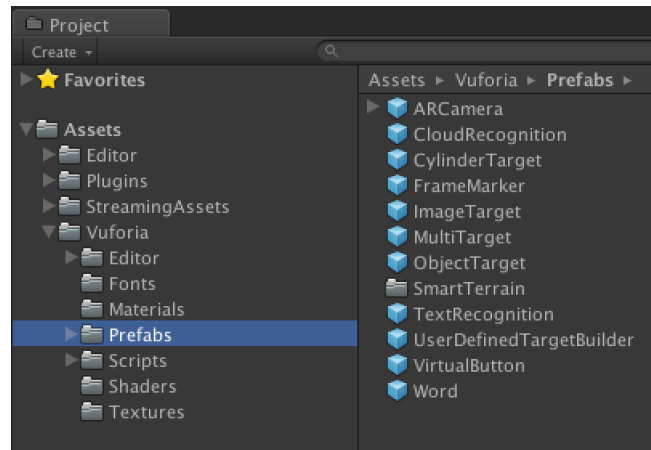 Project
Create
Favorites
Assets
Editor
Plugins
StreamingAssets
Vuforia
Editor
Fonts
Materials
Prefabs
Scripts
Shaders
Textures
Assets ▸ Vuforia ▸ Prefabs ▸
ARCamera
CloudRecognition
CylinderTarget
FrameMarker
ImageTarget
MultiTarget
ObjectTarget
SmartTerrain
TextRecognition
UserDefinedTargetBuilder
VirtualButton
Word